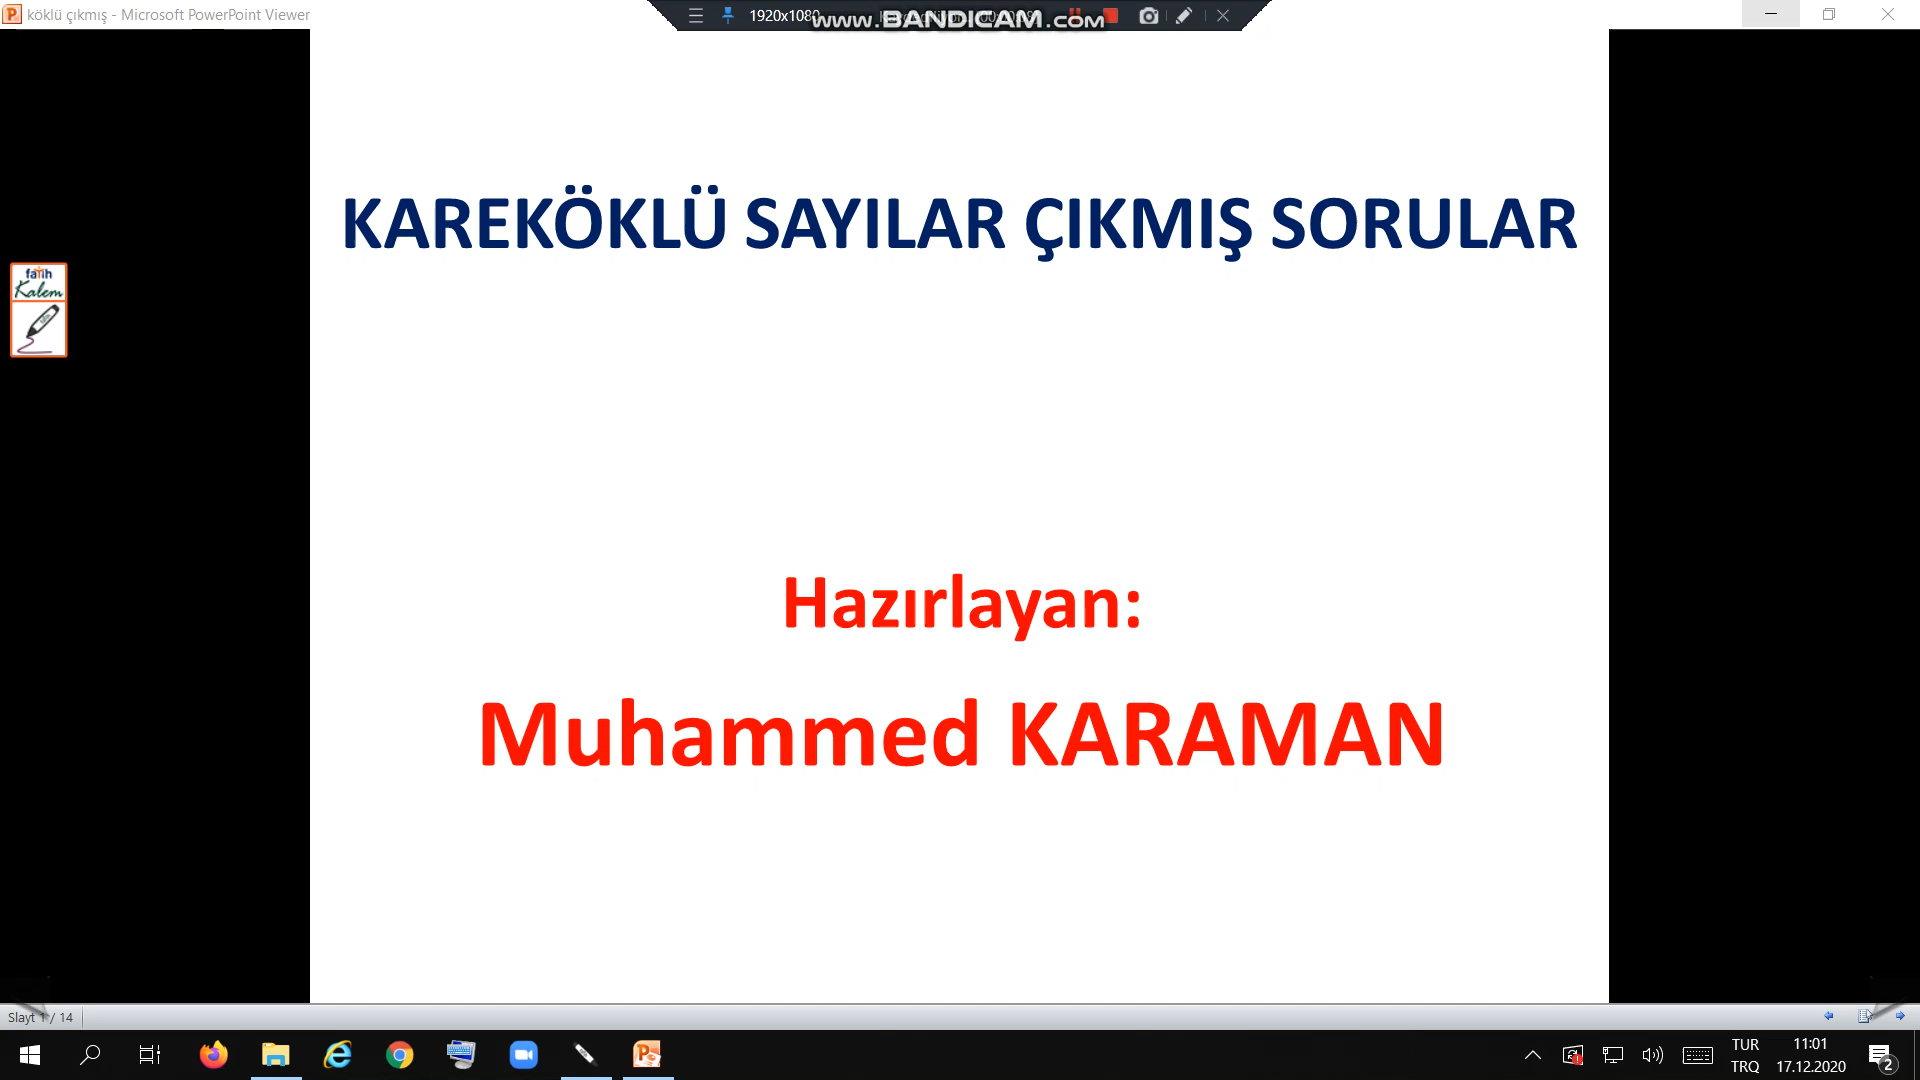 köklü çıkmış - Microsoft PowerPoint Viewer
1920x1080
www.BANDICAM.com
KAREKÖKLÜ SAYILAR ÇIKMIŞ SORULAR
fatih
Kalem
Hazırlayan:
Muhammed KARAMAN
Slayt 1 / 14
TUR
TRQ
11:01
17.12.2020
2